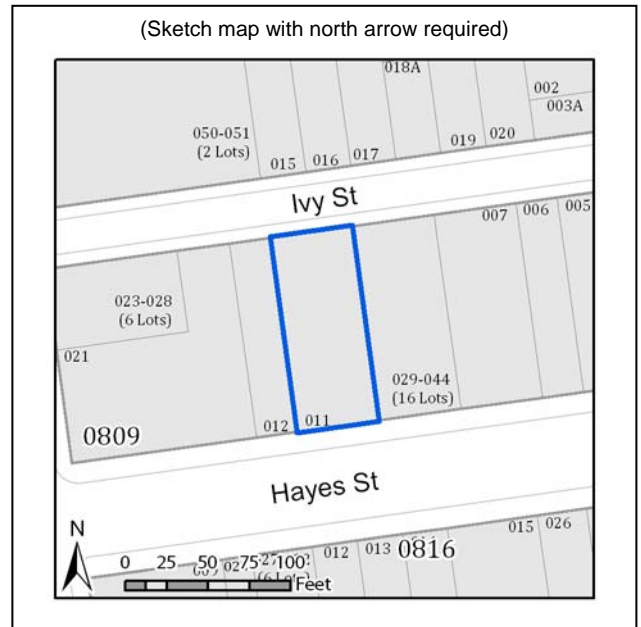 (Sketch map with north arrow required)
018A
002
003A
050-051
(2 Lots)
015
016
017
019
020
Ivy St
007
006
005
023-028
(6 Lots)
021
029-044
(16 Lots)
012
011
0809
Hayes St
N
0 25 50 75 100
Feet
012
013
0816
015
026